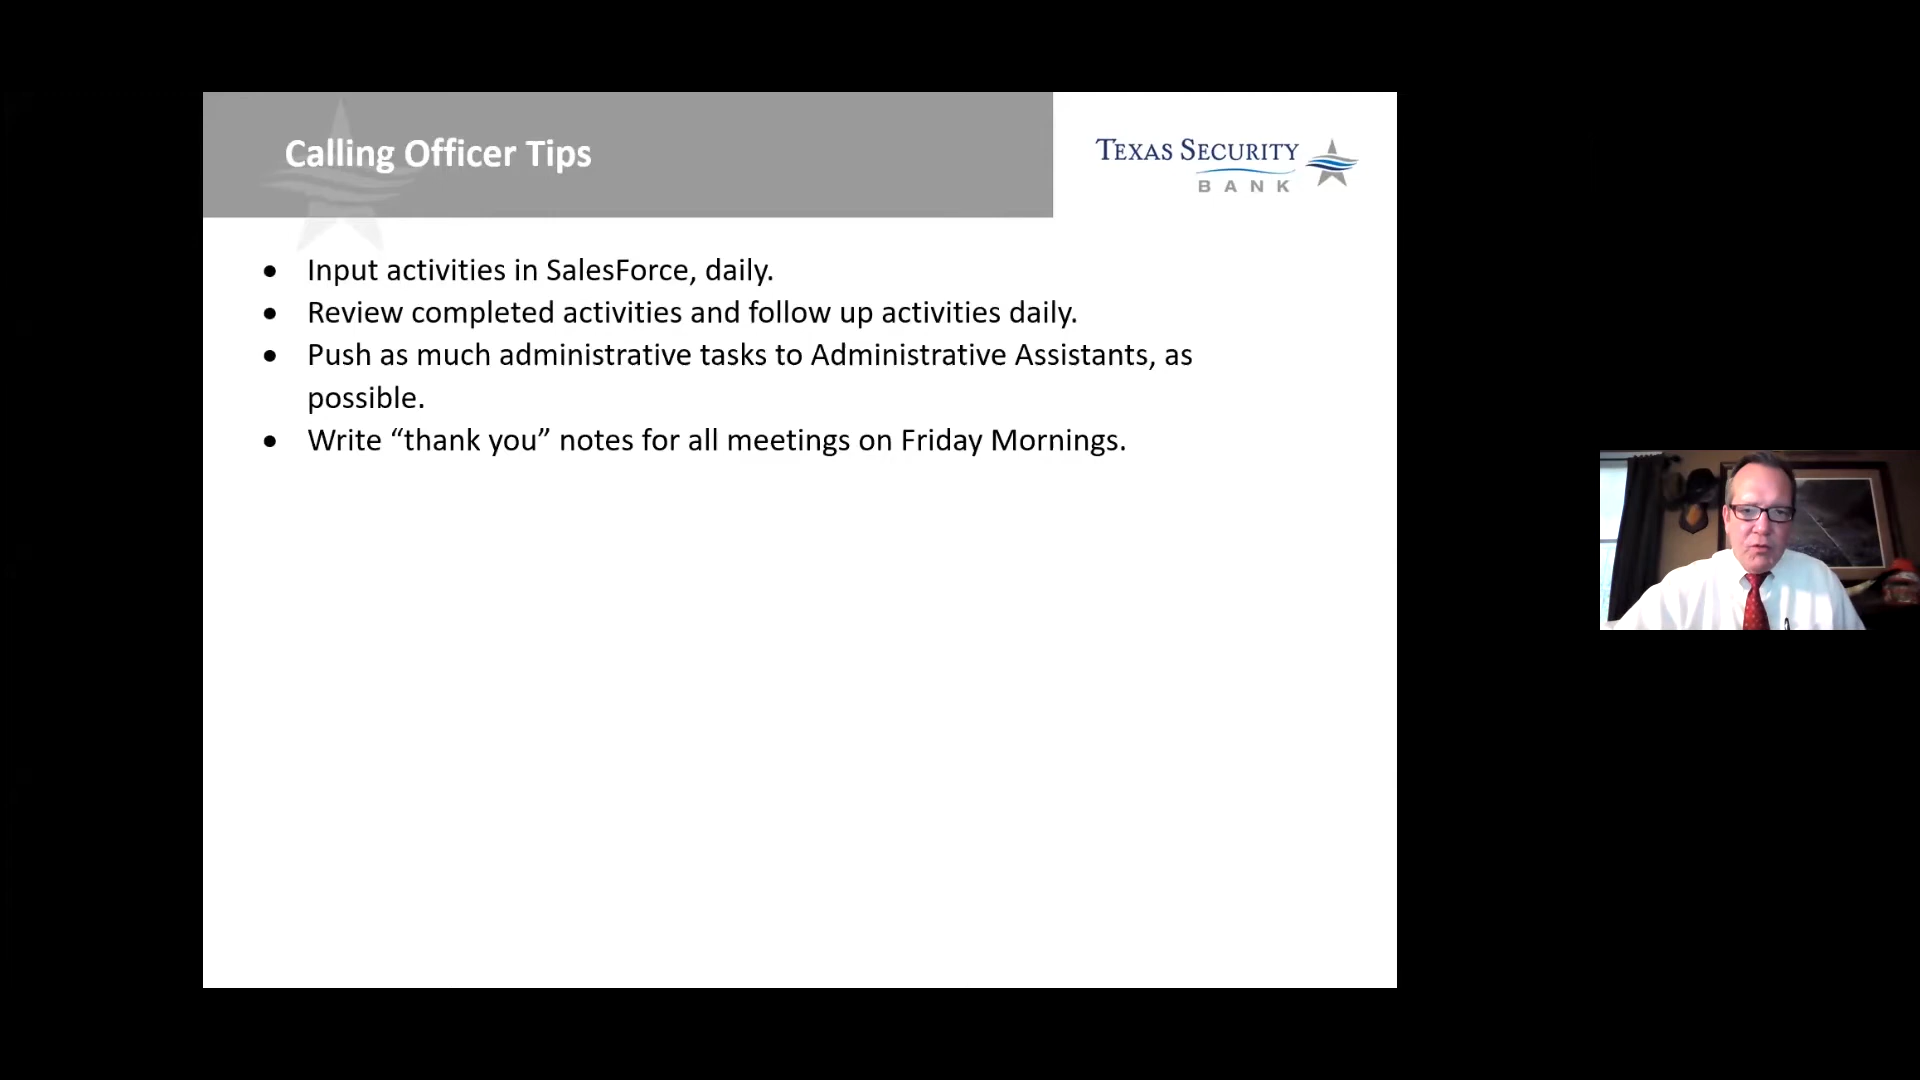 Calling Officer Tips
TEXAS SECURITY
BANK
• Input activities in SalesForce, daily.
• Review completed activities and follow up activities daily.
• Push as much administrative tasks to Administrative Assistants, as
possible.
• Write “thank you” notes for all meetings on Friday Mornings.